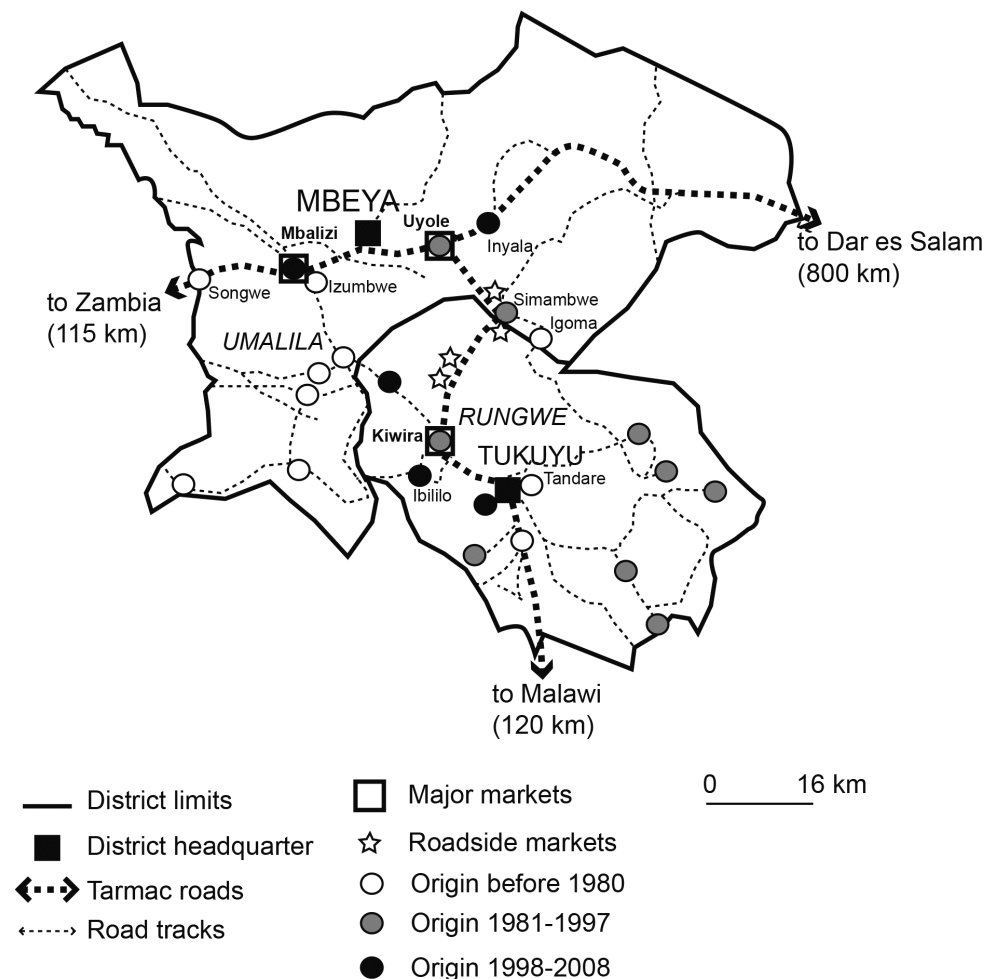 MBEYA
Mbalizi
Uyole
Inyala
to Dar es Salam
(800 km)
Songwe
Izumbwe
to Zambia
(115 km)
Simambwe
Igoma
UMALILA
RUNGWE
Kiwira
TUKUYU
Tandare
Ibililo
to Malawi
(120 km)
0 16 km
District limits
Major markets
District headquarter
Roadside markets
Tarmac roads
Origin before 1980
Road tracks
Origin 1981-1997
Origin 1998-2008